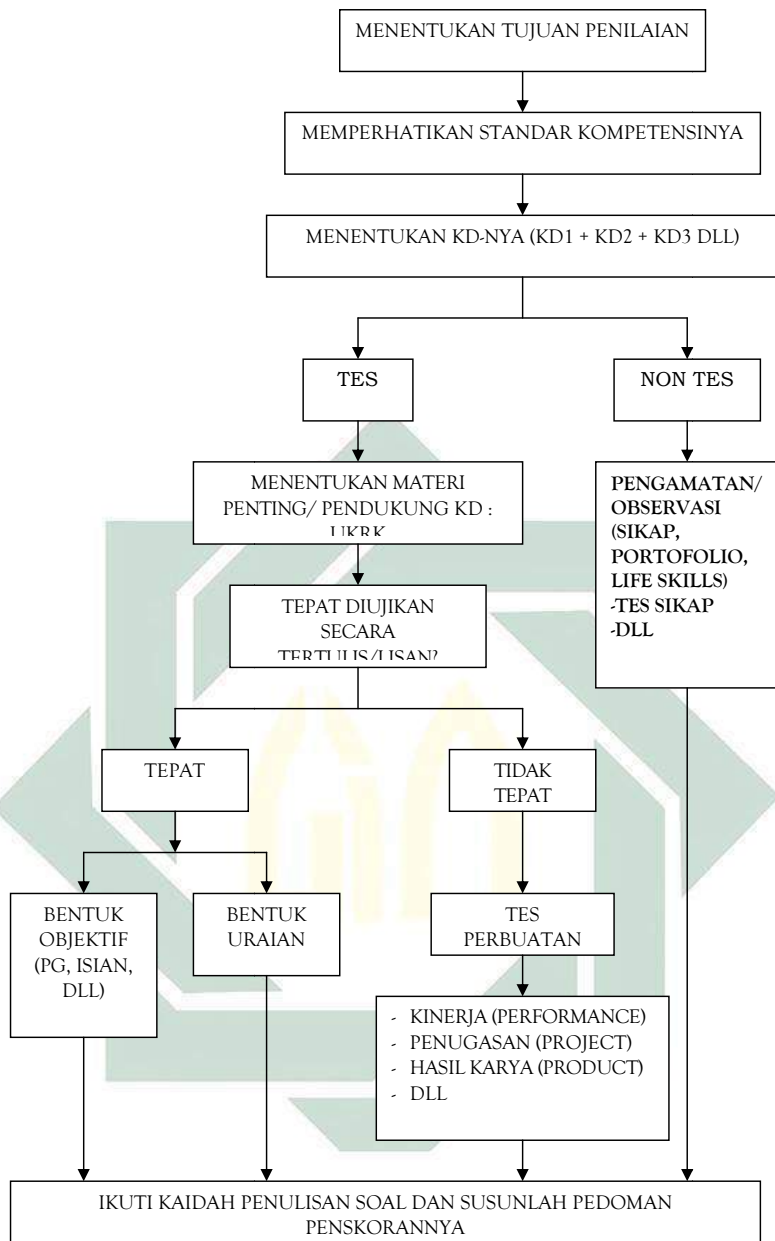 MENENTUKAN TUJUAN PENILAIAN
MEMPERHATIKAN STANDAR KOMPETENSINYA
MENENTUKAN KD-NYA (KD1 + KD2 + KD3 DLL)
TES
NON TES
MENENTUKAN MATERI
PENTING/ PENDUKUNG KD :
UKRK
PENGAMATAN/
OBSERVASI
(SIKAP,
PORTOFOLIO,
LIFE SKILLS)
-TES SIKAP
-DLL
TEPAT DIUJIKAN
SECARA
TERTULIS/LISAN?
TEPAT
TIDAK
TEPAT
BENTUK
OBJEKTIF
(PG, ISIAN,
DLL)
BENTUK
URAIAN
TES
PERBUATAN
- KINERJA (PERFORMANCE)
- PENUGASAN (PROJECT)
- HASIL KARYA (PRODUCT)
- DLL
IKUTI KAIDAH PENULISAN SOAL DAN SUSUNLAH PEDOMAN
PENSKORANNYA